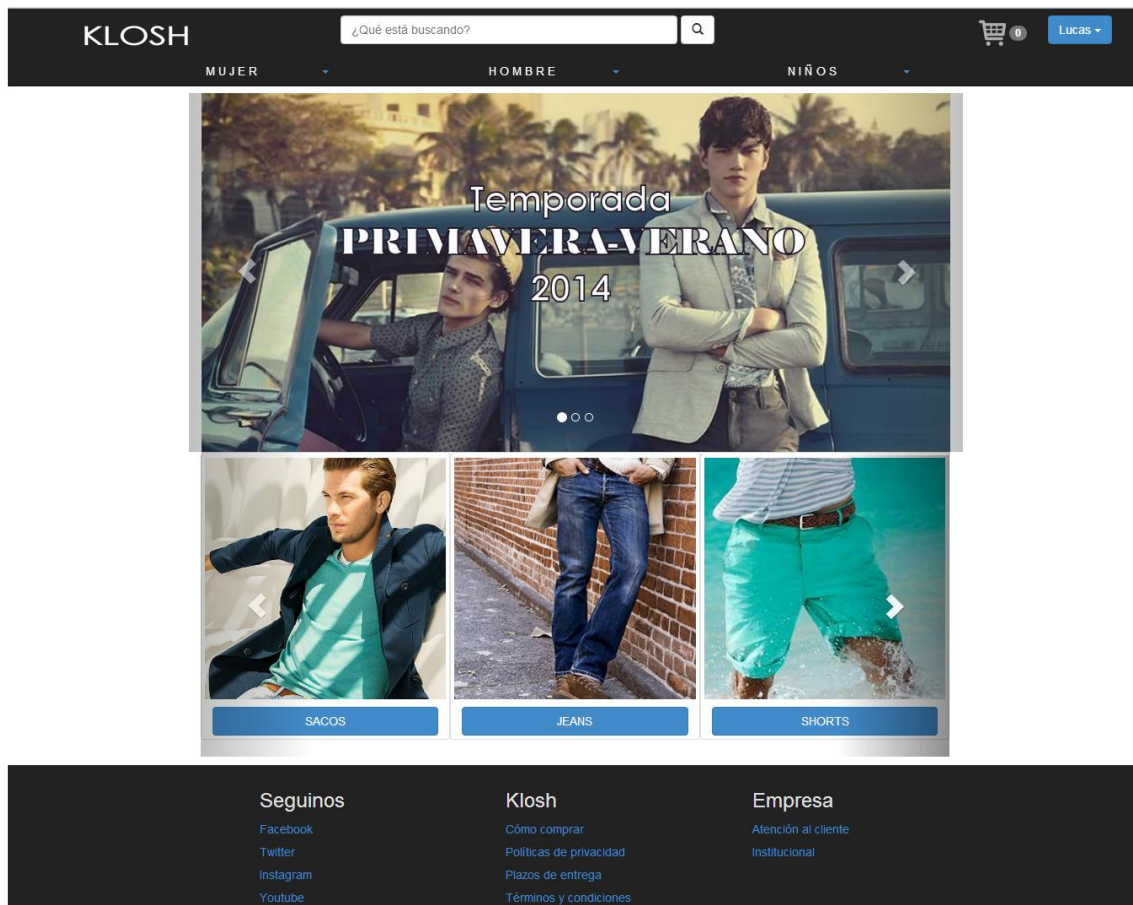 KLOSH
¿Qué está buscando?
0
Lucas
MUJER
HOMBRE
NIÑOS
Temporada
PRIMAVERA-VERANO
2014
SACOS
JEANS
SHORTS
Seguinos
Facebook
Twitter
Instagram
Youtube
Klosh
Cómo comprar
Políticas de privacidad
Plazos de entrega
Términos y condiciones
Empresa
Atención al cliente
Institucional